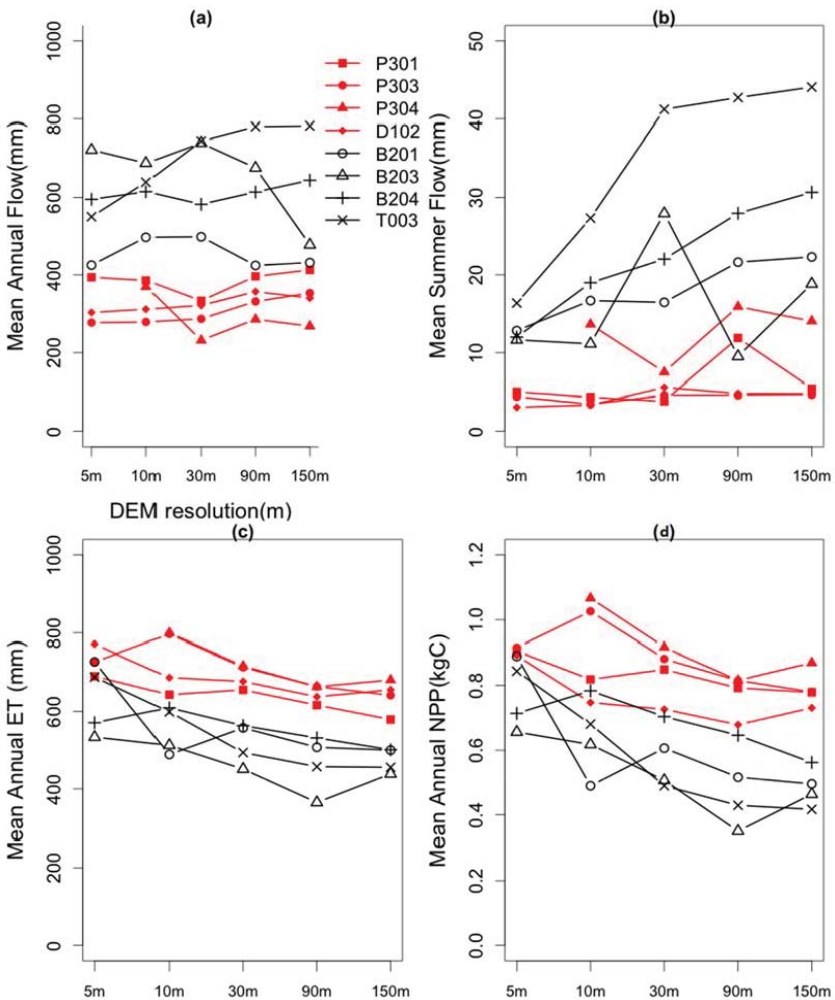 (a)
Mean Annual Flow(mm)
1000
800
600
400
200
0
5m 10m 30m 90m 150m
DEM resolution(m)
P301
P303
P304
D102
B201
B203
B204
T003
(b)
Mean Summer Flow(mm)
50
40
30
20
10
0
5m 10m 30m 90m 150m
(c)
Mean Annual ET (mm)
1000
800
600
400
200
0
5m 10m 30m 90m 150m
(d)
Mean Annual NPP(kgC)
1.2
1.0
0.8
0.6
0.4
0.2
0.0
5m 10m 30m 90m 150m